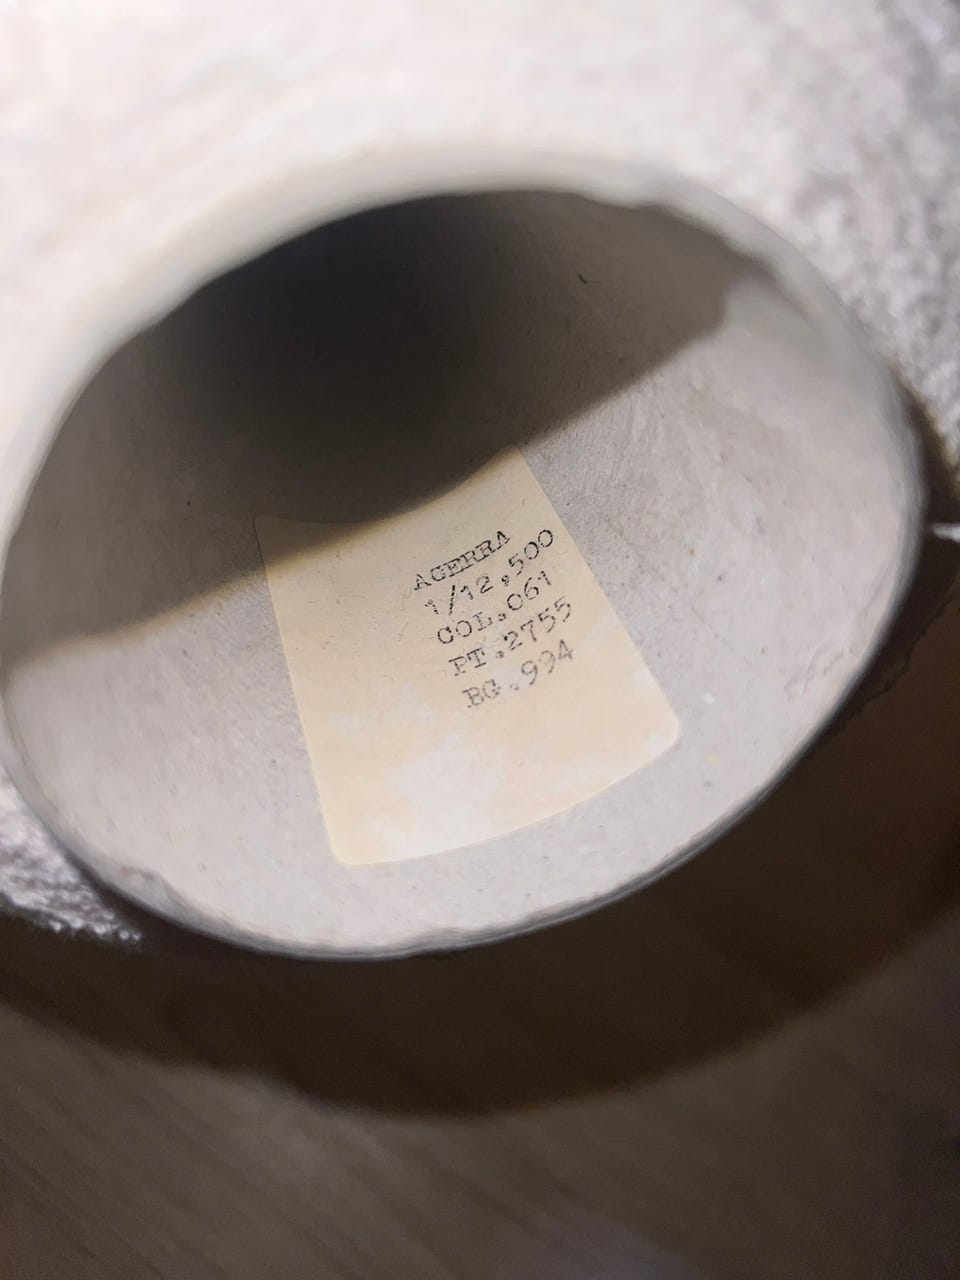 ACERRA
1/12,500
COL.061
PT.2755
BG.994